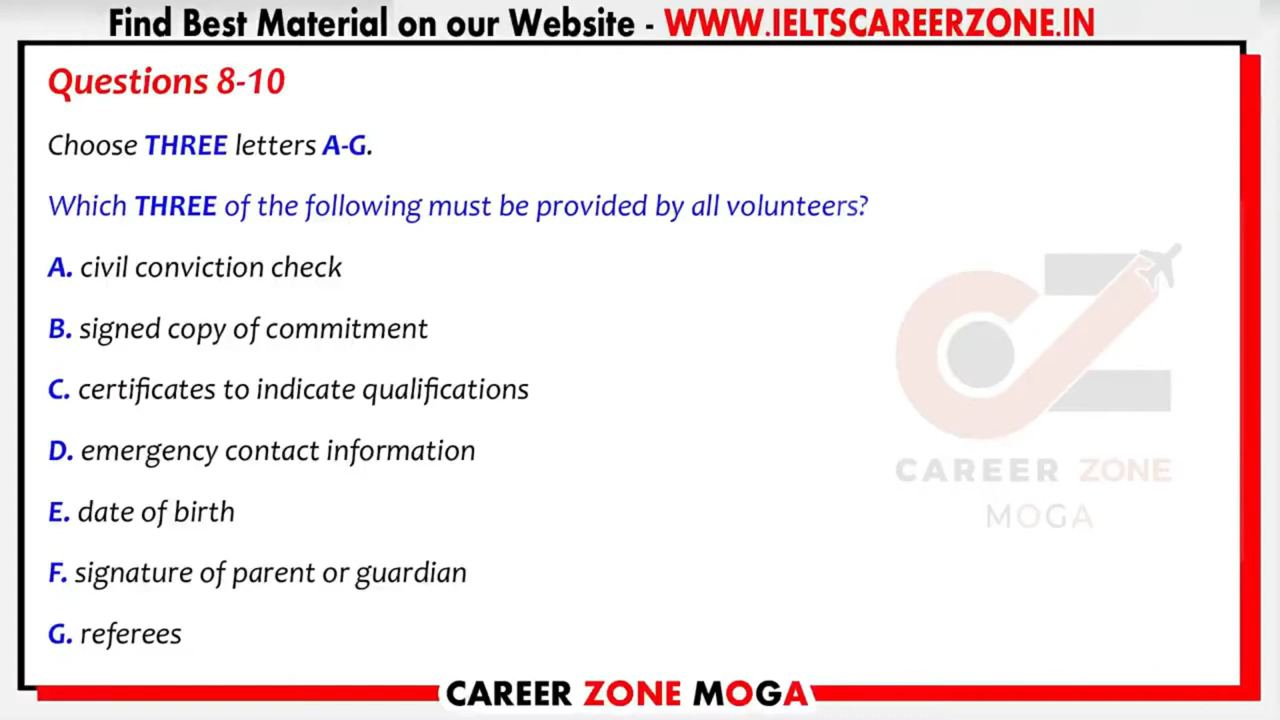 Find Best Material on our Website - WWW.IELTSCAREERZONE.IN
Questions 8-10
Choose THREE letters A-G.
Which THREE of the following must be provided by all volunteers?
A. civil conviction check
B. signed copy of commitment
C. certificates to indicate qualifications
D. emergency contact information
E. date of birth
F. signature of parent or guardian
G. referees
CAREER ZONE
MOGA
CAREER ZONE MOGA